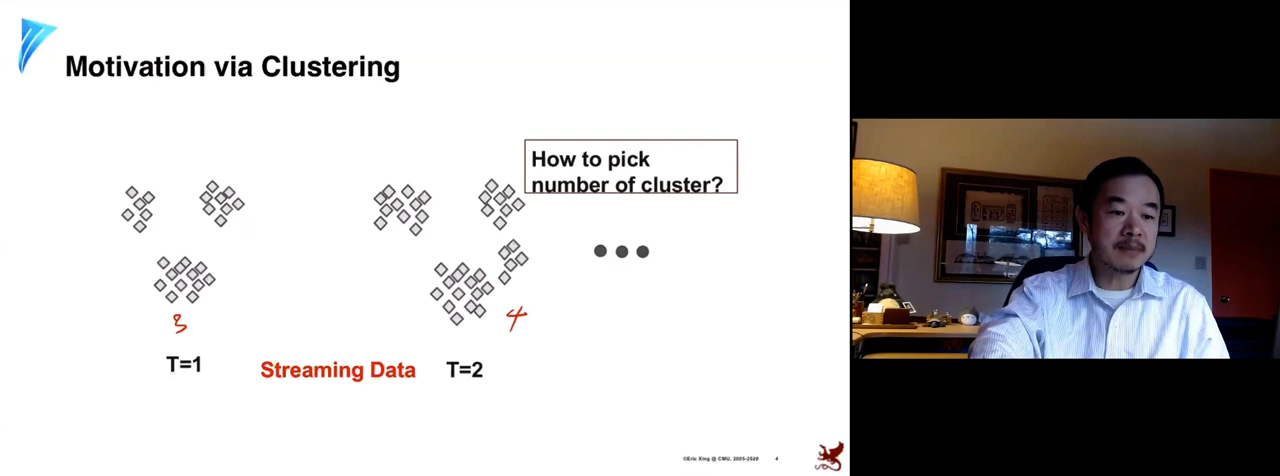 Motivation via Clustering
How to pick
number of cluster?
3
4
T=1
Streaming Data
T=2
©Eric Xing @ CMU, 2005-2020
4